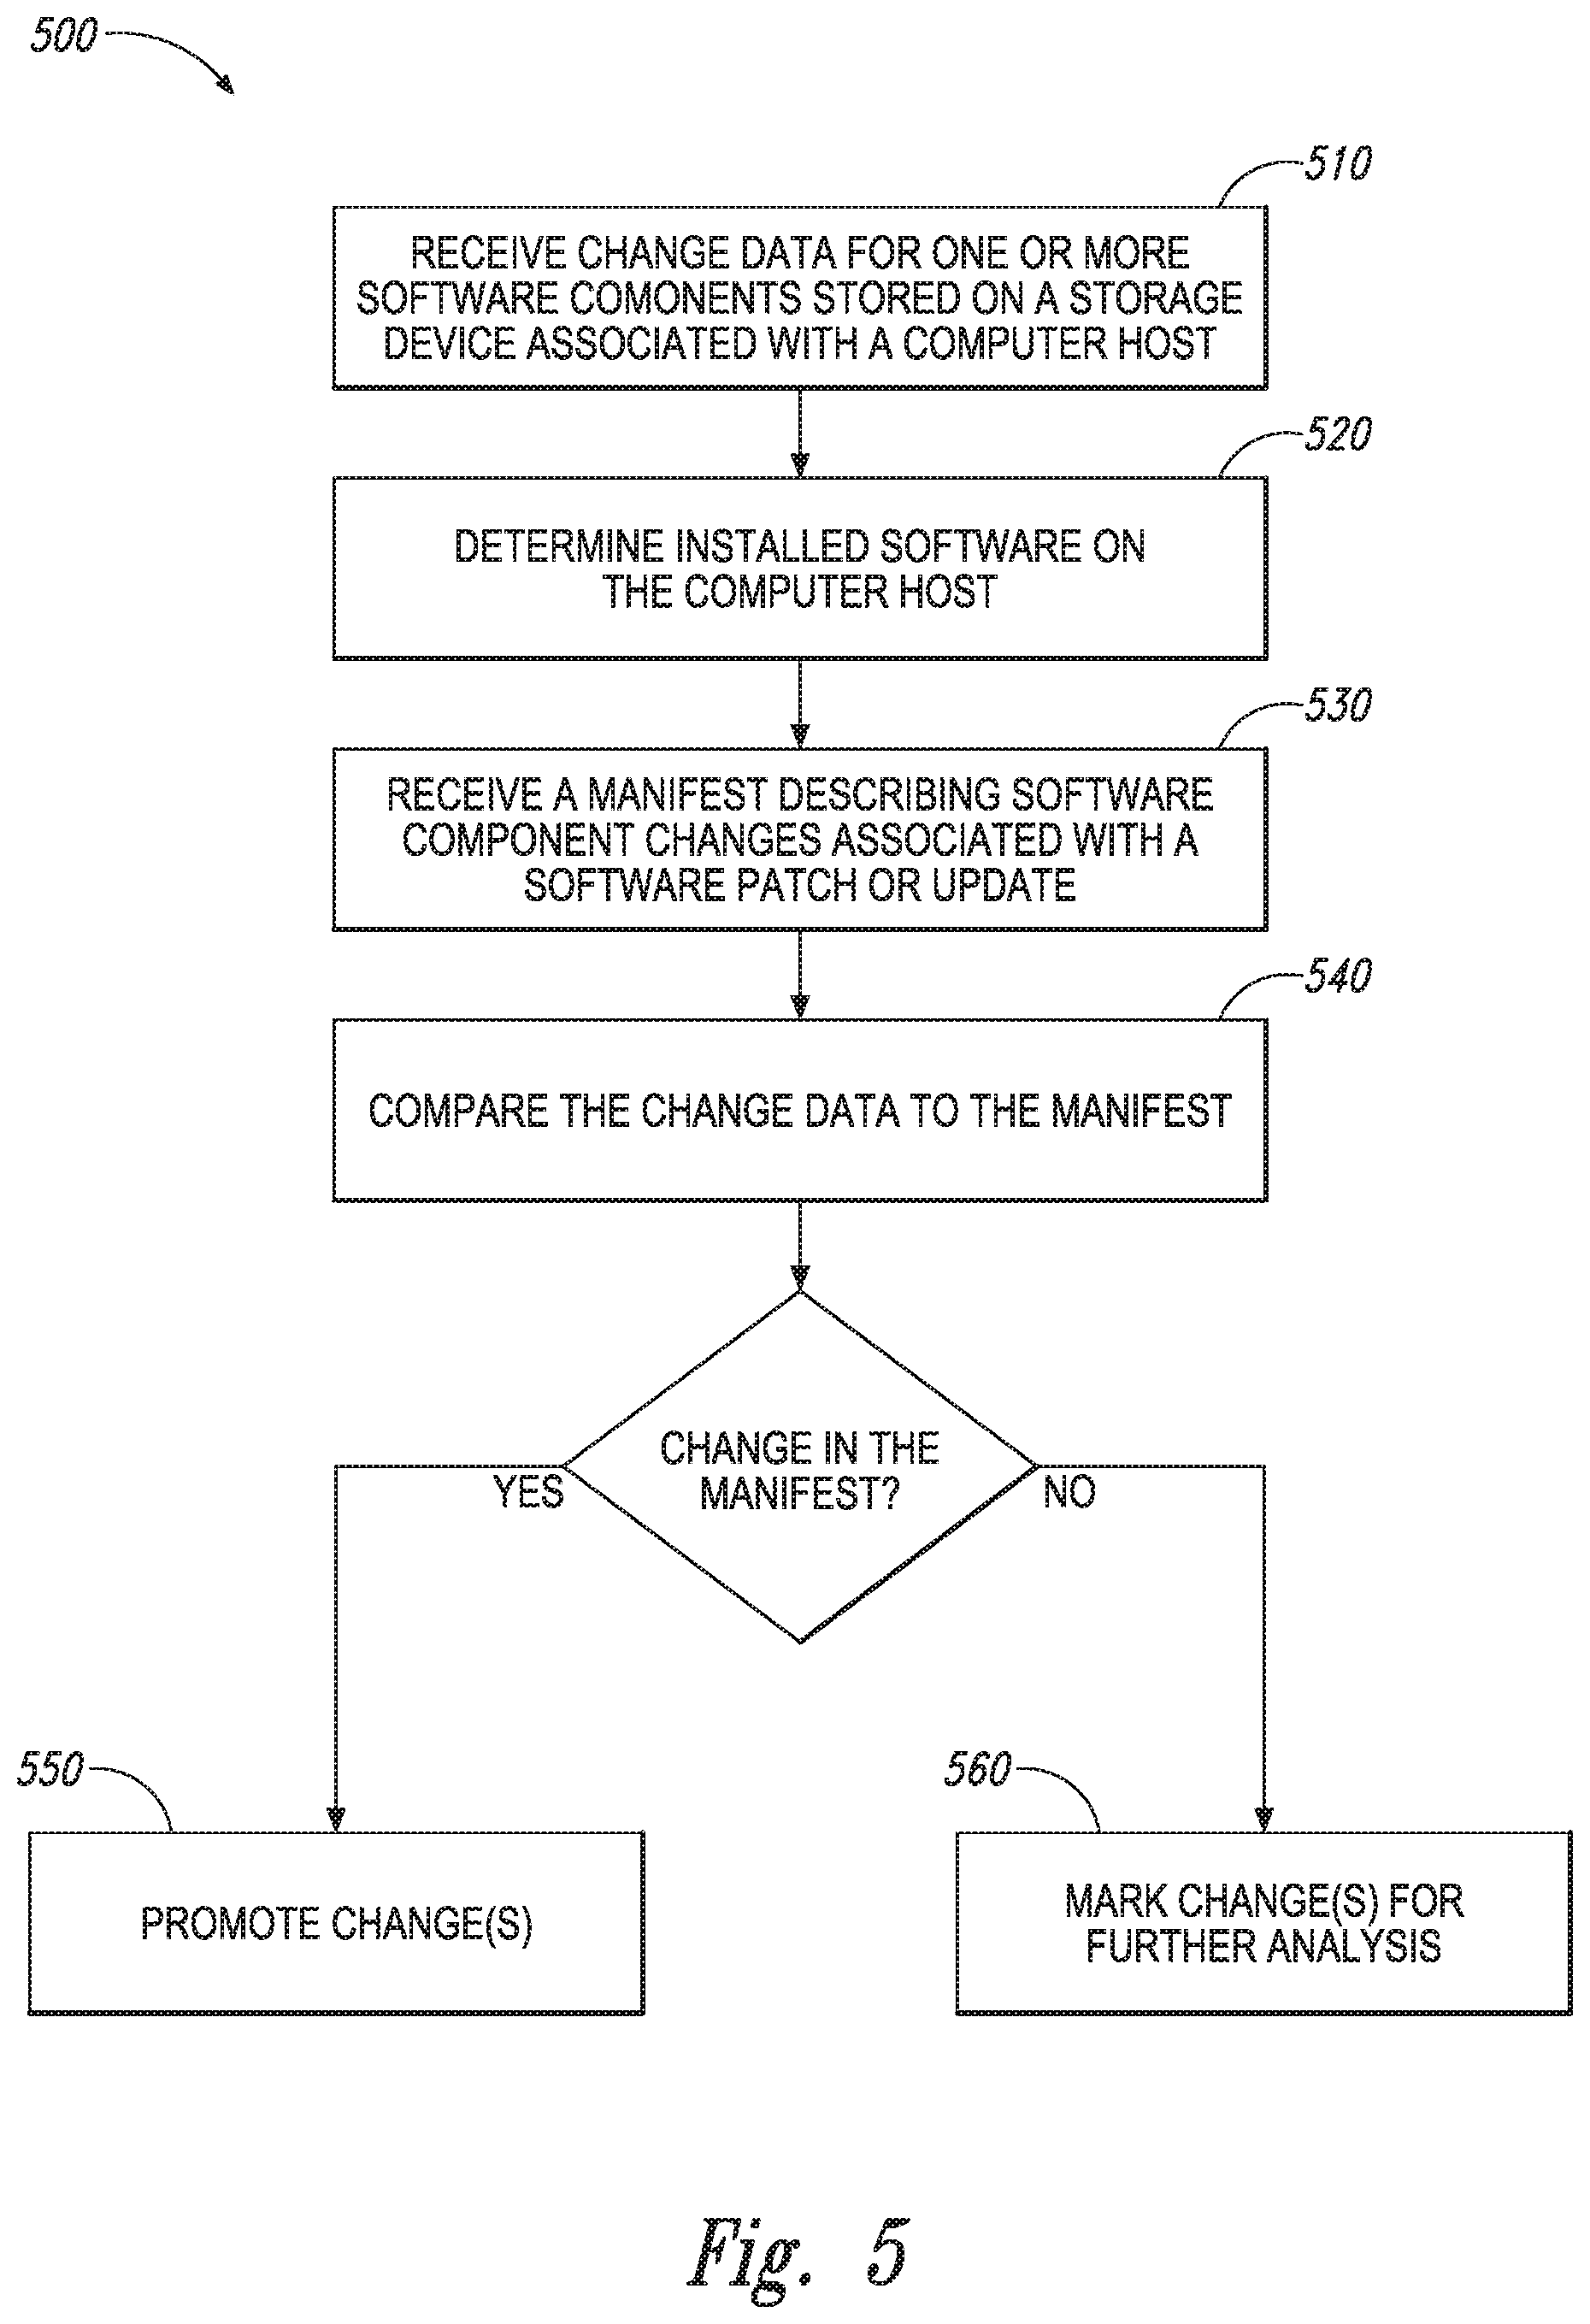 500
510
RECEIVE CHANGE DATA FOR ONE OR MORE
SOFTWARE COMONENTS STORED ON A STORAGE
DEVICE ASSOCIATED WITH A COMPUTER HOST
520
DETERMINE INSTALLED SOFTWARE ON
THE COMPUTER HOST
530
RECEIVE A MANIFEST DESCRIBING SOFTWARE
COMPONENT CHANGES ASSOCIATED WITH A
SOFTWARE PATCH OR UPDATE
540
COMPARE THE CHANGE DATA TO THE MANIFEST
CHANGE IN THE
MANIFEST?
YES
NO
550
PROMOTE CHANGE(S)
560
MARK CHANGE(S) FOR
FURTHER ANALYSIS
Fig. 5